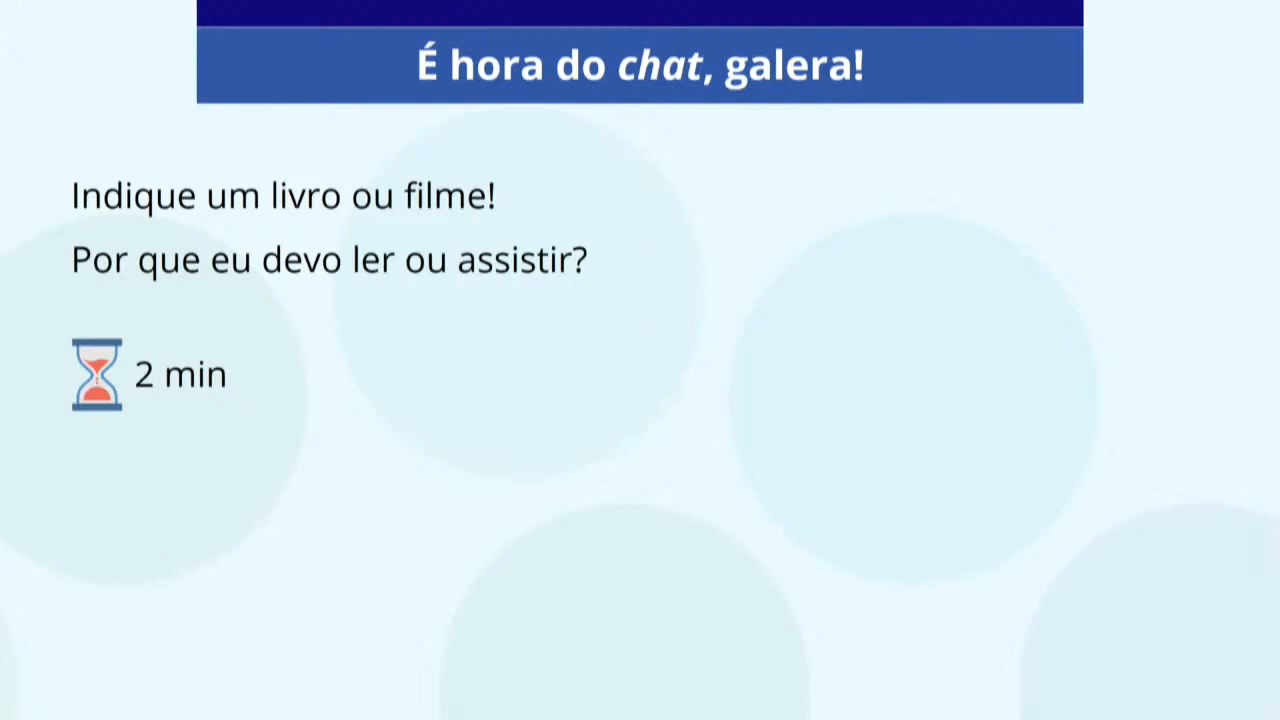 É hora do chat, galera!
Indique um livro ou filme!
Por que eu devo ler ou assistir?
2 min